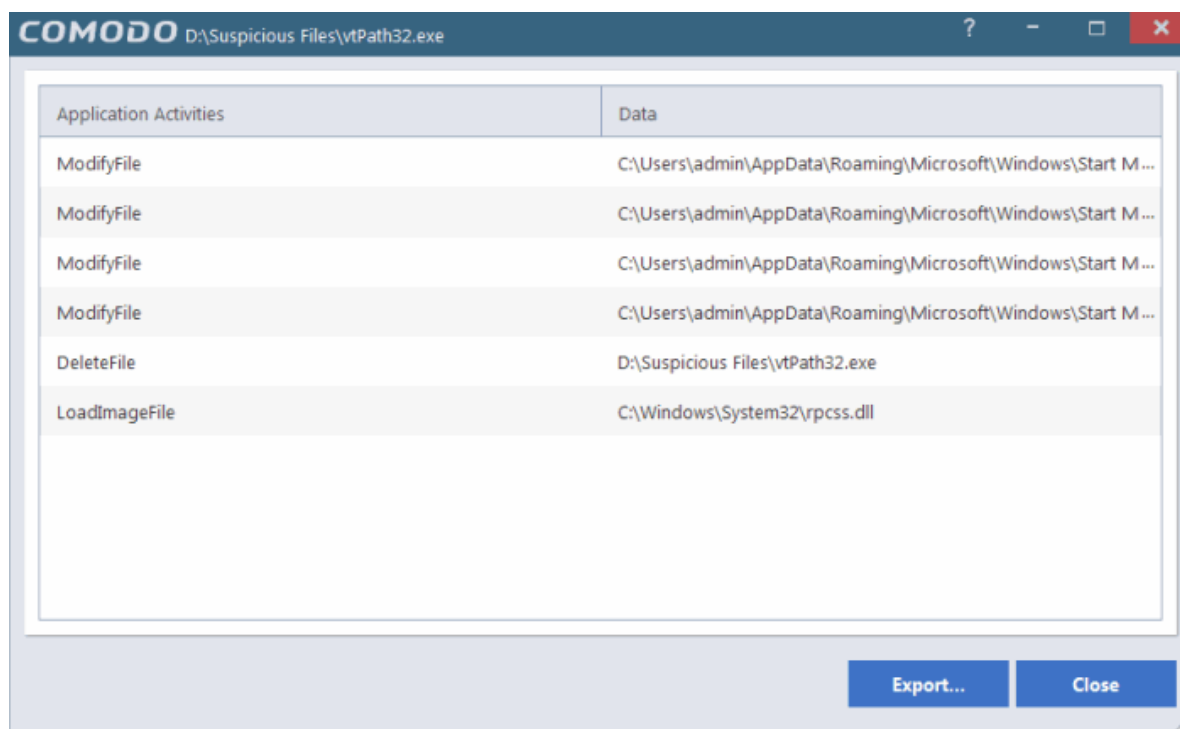 COMODO D:\Suspicious Files\vtPath32.exe ?
Application Activities Data
ModifyFile C:\Users\admin\AppData\Roaming\Microsoft\Windows\Start M...
ModifyFile C:\Users\admin\AppData\Roaming\Microsoft\Windows\Start M...
ModifyFile C:\Users\admin\AppData\Roaming\Microsoft\Windows\Start M...
ModifyFile C:\Users\admin\AppData\Roaming\Microsoft\Windows\Start M...
DeleteFile D:\Suspicious Files\vtPath32.exe
LoadImageFile C:\Windows\System32\rpcss.dll
Export... Close